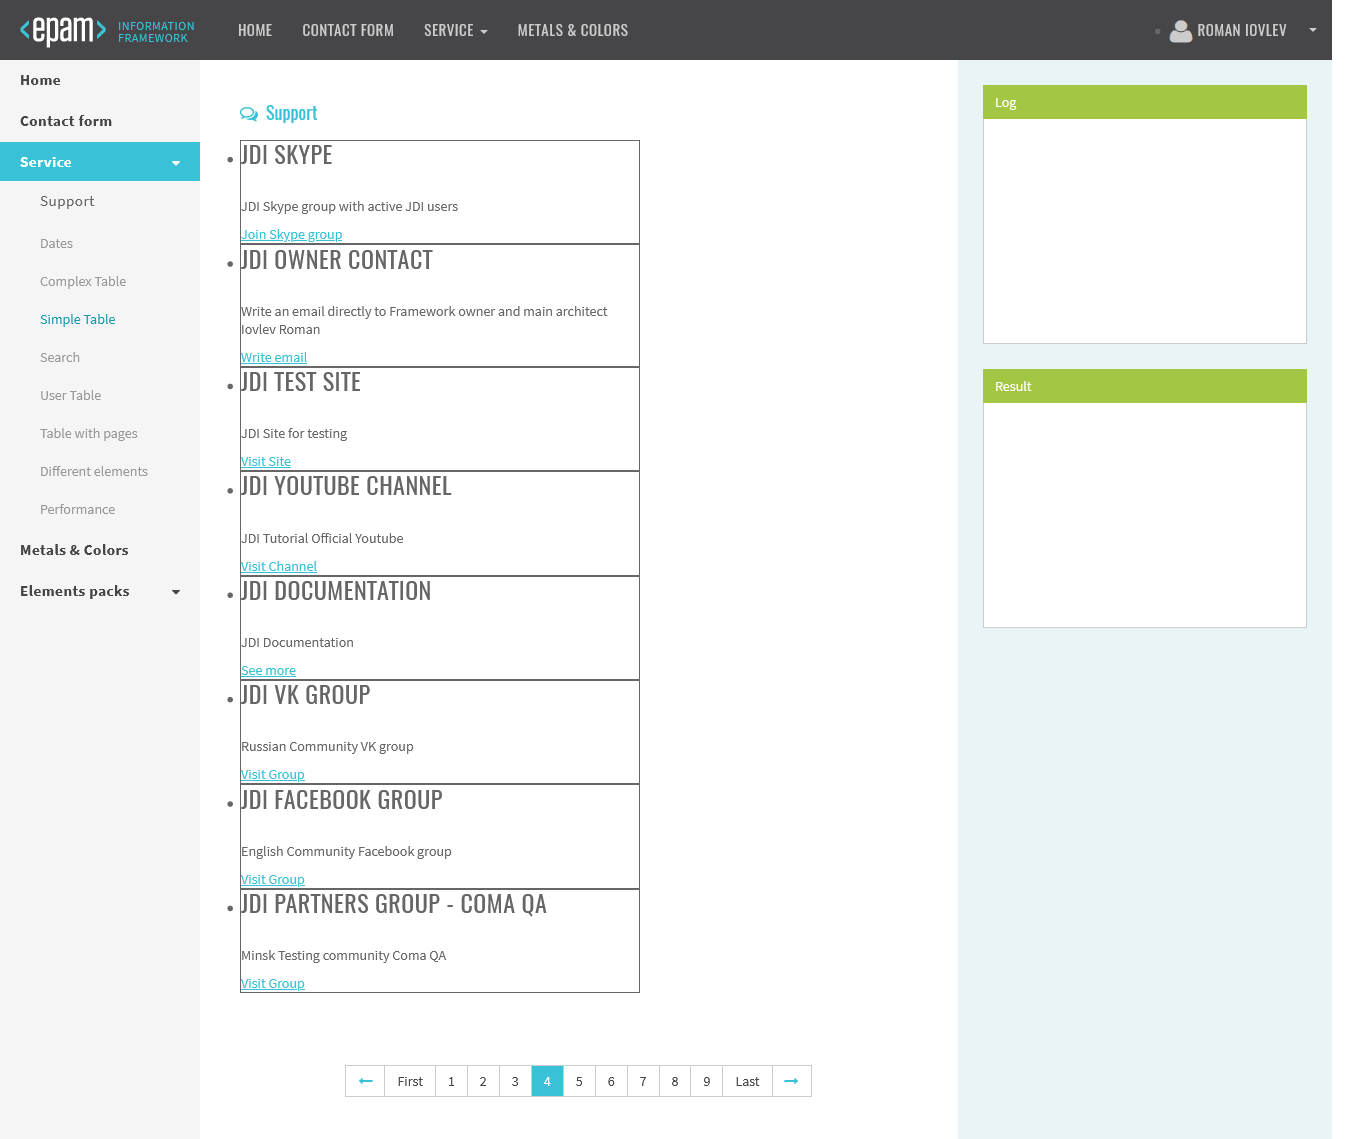 epam INFORMATION FRAMEWORK
HOME CONTACT FORM SERVICE METALS & COLORS ROMAN IOVLEV
Home
Contact form
Service
Support
Dates
Complex Table
Simple Table
Search
User Table
Table with pages
Different elements
Performance
Metals & Colors
Elements packs
Support
JDI SKYPE
JDI Skype group with active JDI users
Join Skype group
JDI OWNER CONTACT
Write an email directly to Framework owner and main architect
Iovlev Roman
Write email
JDI TEST SITE
JDI Site for testing
Visit Site
JDI YOUTUBE CHANNEL
JDI Tutorial Official Youtube
Visit Channel
JDI DOCUMENTATION
JDI Documentation
See more
JDI VK GROUP
Russian Community VK group
Visit Group
JDI FACEBOOK GROUP
English Community Facebook group
Visit Group
JDI PARTNERS GROUP - COMA QA
Minsk Testing community Coma QA
Visit Group
First 1 2 3 4 5 6 7 8 9 Last
Log
Result